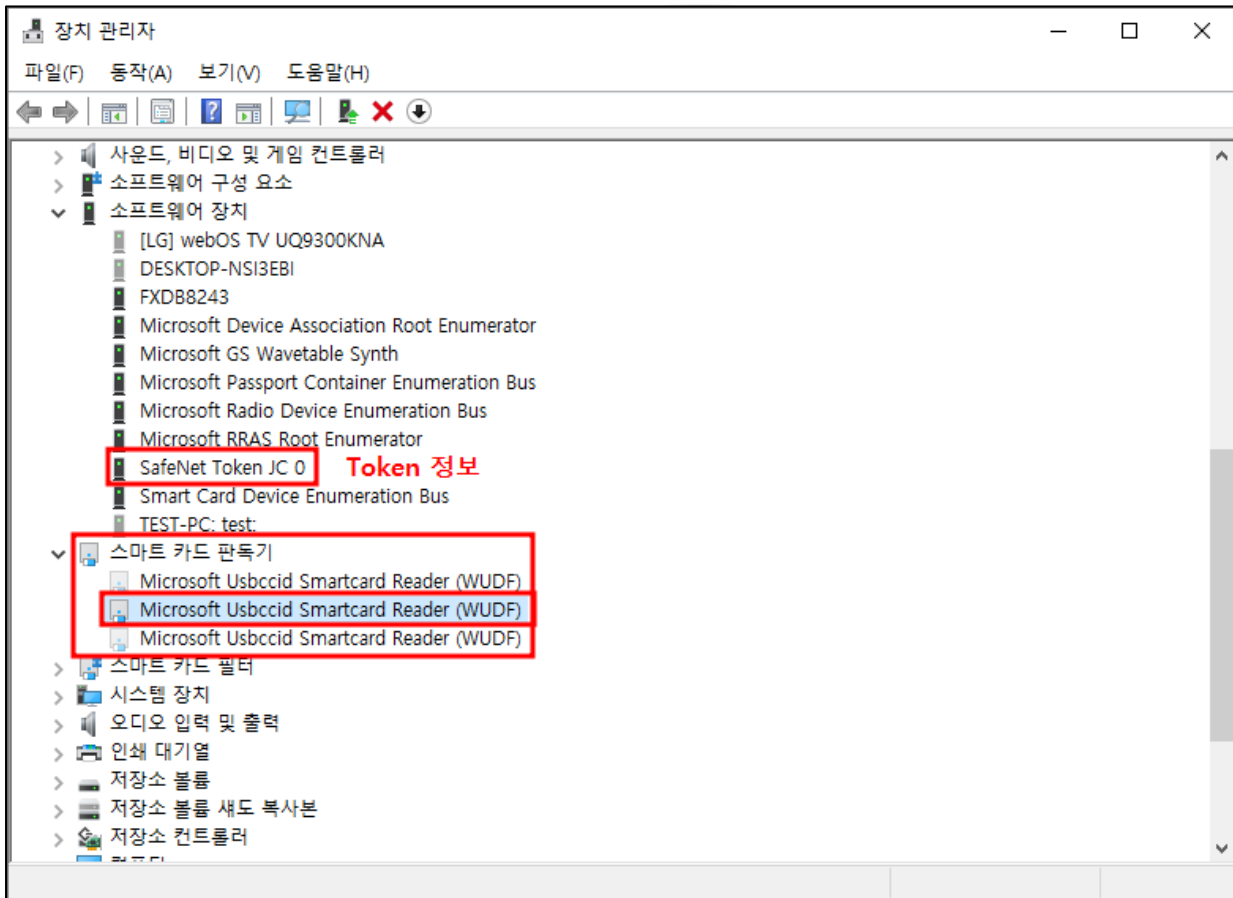 장치 관리자
파일(F) 동작(A) 보기(V) 도움말(H)
사운드, 비디오 및 게임 컨트롤러
소프트웨어 구성 요소
소프트웨어 장치
[LG] webOS TV UQ9300KNA
DESKTOP-NSI3EBI
FXDB8243
Microsoft Device Association Root Enumerator
Microsoft GS Wavetable Synth
Microsoft Passport Container Enumeration Bus
Microsoft Radio Device Enumeration Bus
Microsoft RRAS Root Enumerator
SafeNet Token JC 0 Token 정보
Smart Card Device Enumeration Bus
TEST-PC: test:
스마트 카드 판독기
Microsoft Usbccid Smartcard Reader (WUDF)
Microsoft Usbccid Smartcard Reader (WUDF)
Microsoft Usbccid Smartcard Reader (WUDF)
스마트 카드 필터
시스템 장치
오디오 입력 및 출력
인쇄 대기열
저장소 볼륨
저장소 볼륨 섀도 복사본
저장소 컨트롤러